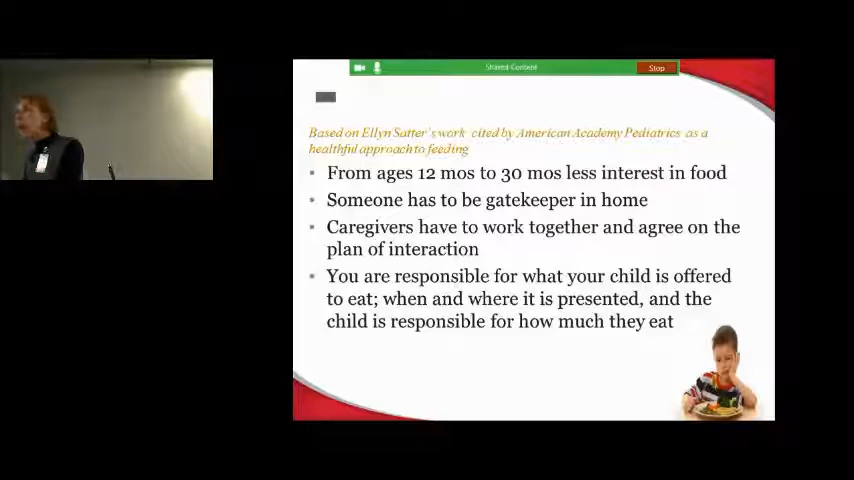 Shared Content
Stop
Based on Ellyn Satter's work cited by American Academy Pediatrics as a
healthful approach to feeding
From ages 12 mos to 30 mos less interest in food
Someone has to be gatekeeper in home
Caregivers have to work together and agree on the
plan of interaction
You are responsible for what your child is offered
to eat; when and where it is presented, and the
child is responsible for how much they eat